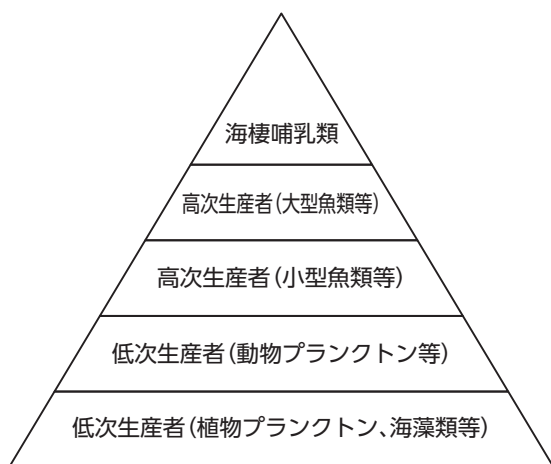 海棲哺乳類
高次生産者(大型魚類等)
高次生産者(小型魚類等)
低次生産者(動物プランクトン等)
低次生産者(植物プランクトン、海藻類等)